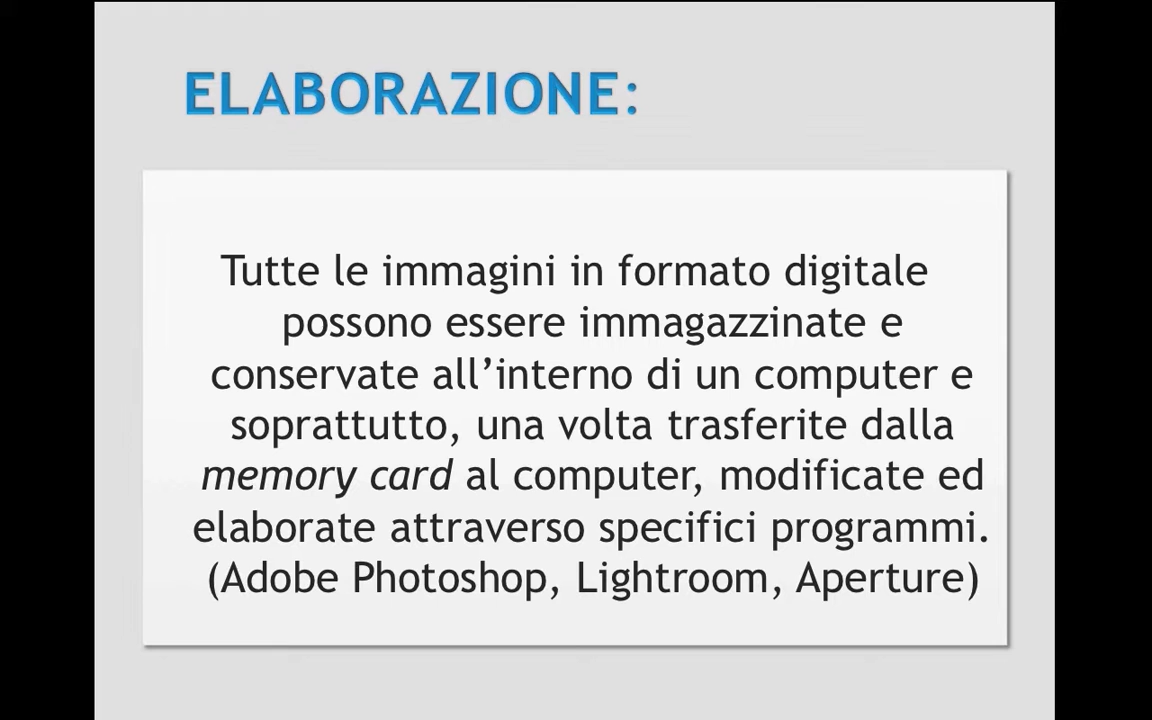 ELABORAZIONE:
Tutte le immagini in formato digitale
possono essere immagazzinate e
conservate all’interno di un computer e
soprattutto, una volta trasferite dalla
memory card al computer, modificate ed
elaborate attraverso specifici programmi.
(Adobe Photoshop, Lightroom, Aperture)